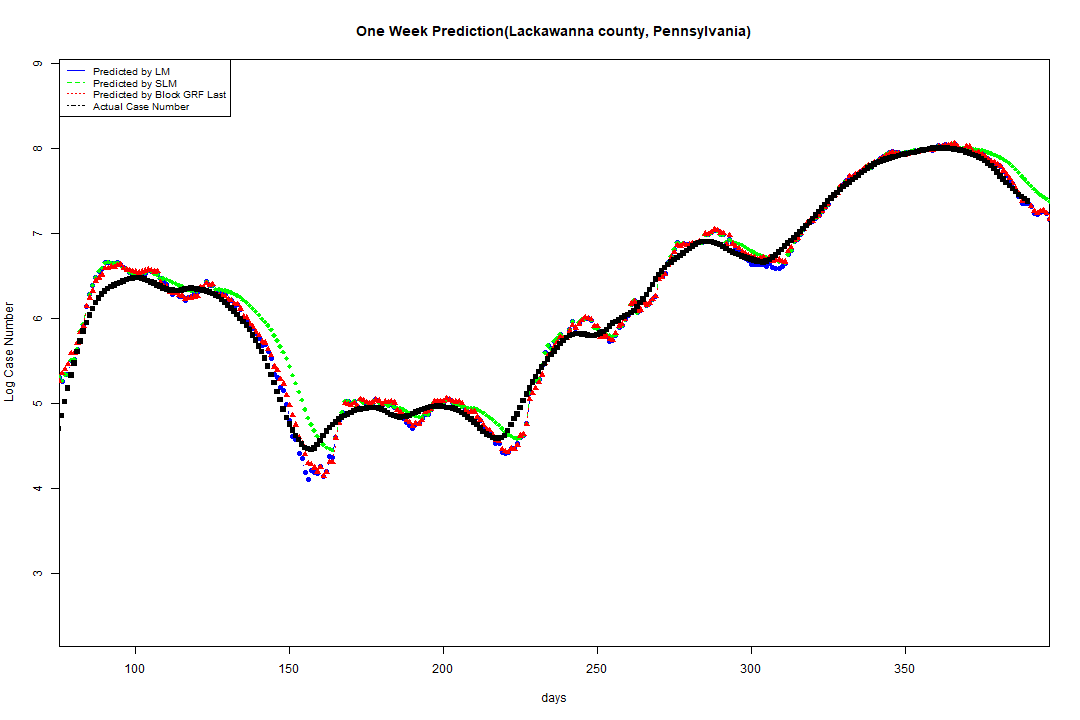 One Week Prediction(Lackawanna county, Pennsylvania)
Predicted by LM
Predicted by SLM
Predicted by Block GRF Last
Actual Case Number
9
8
7
6
5
4
3
Log Case Number
100 150 200 250 300 350
days